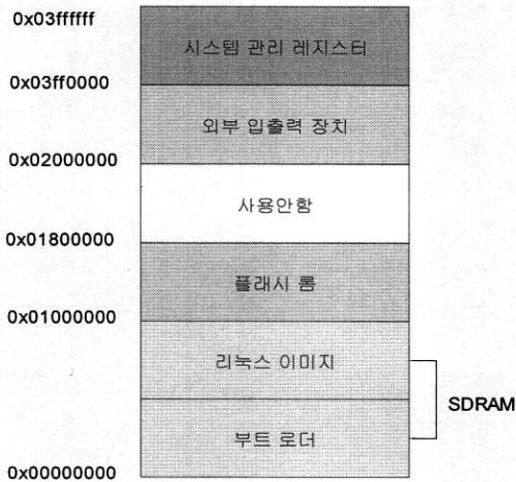 0x03ffffff
시스템 관리 레지스터
0x03ff0000
외부 입출력 장치
0x02000000
사용안함
0x01800000
플래시 롬
0x01000000
리눅스 이미지
SDRAM
부트 로더
0x00000000